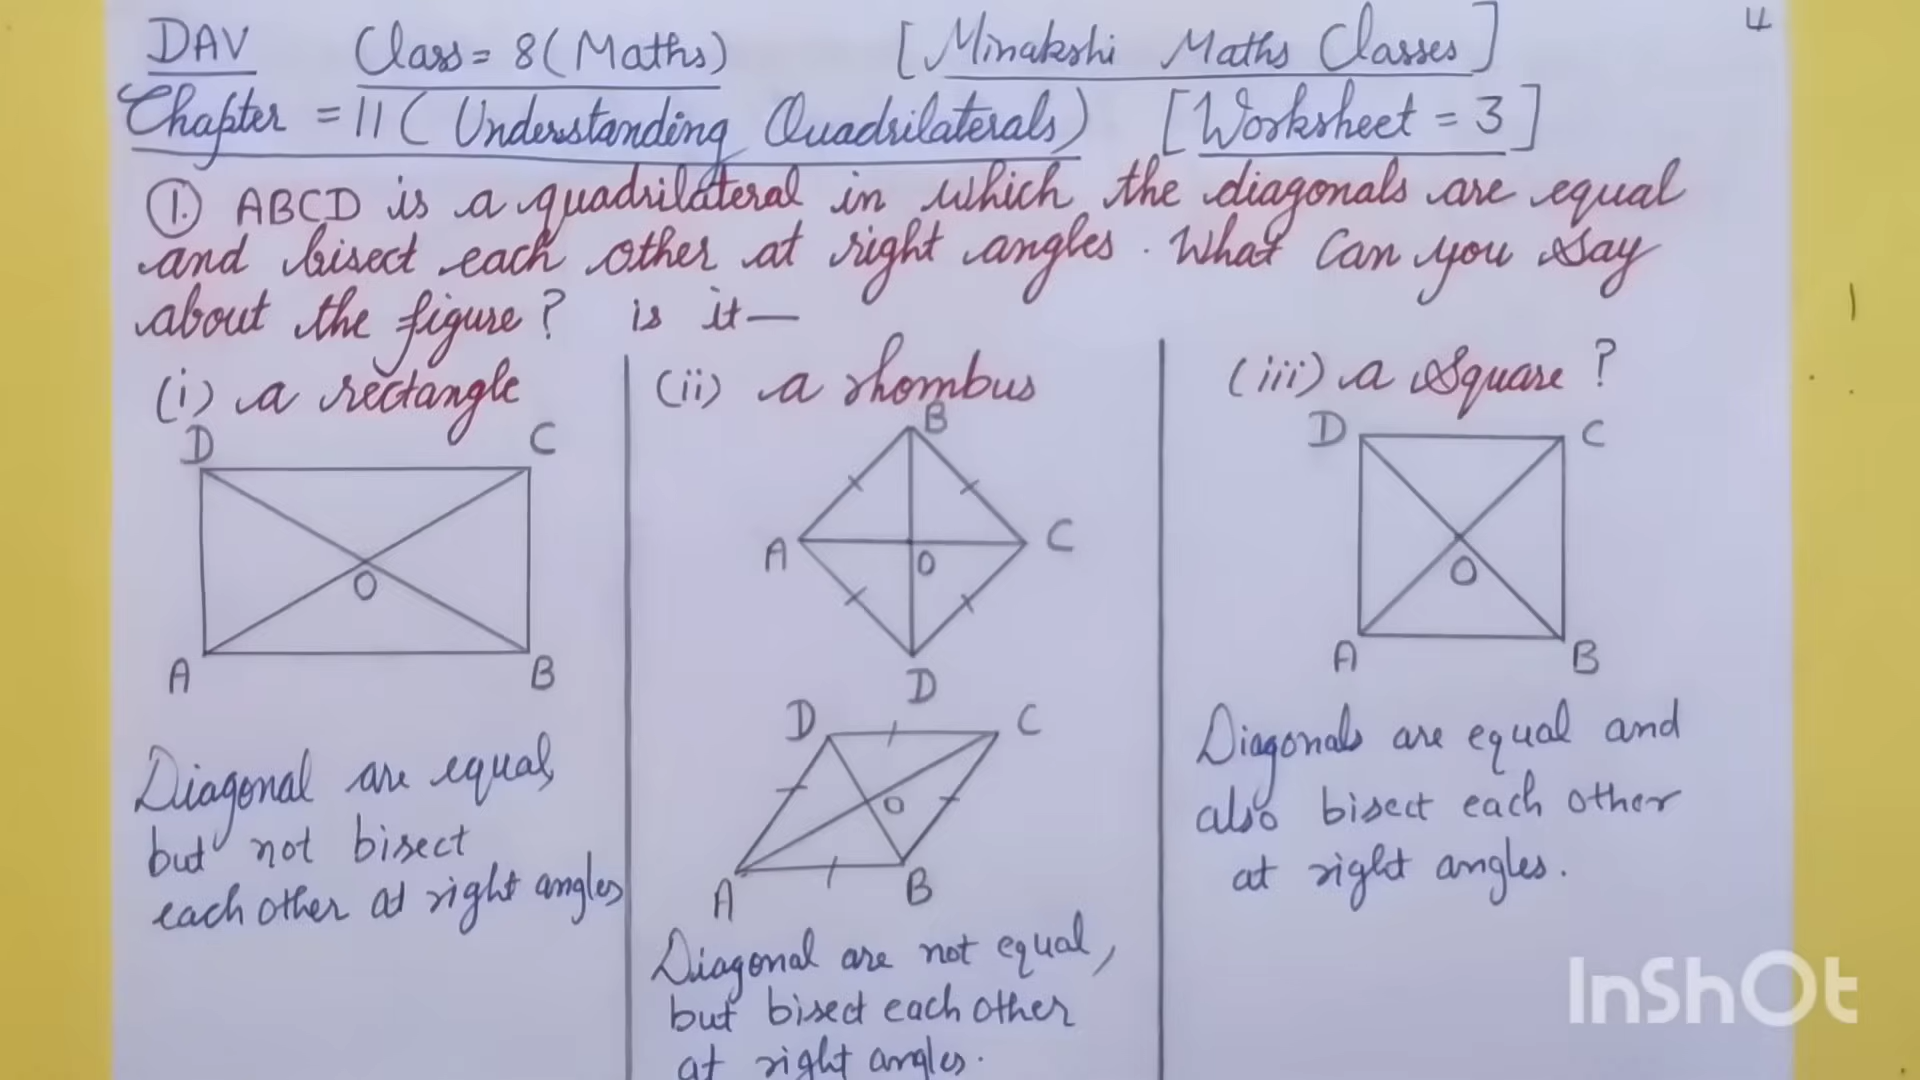 DAV Class = 8 (Maths) [Minakshi Maths Classes] 4
Chapter = 11 (Understanding Quadrilaterals) [Worksheet = 3]
1. ABCD is a quadrilateral in which the diagonals are equal
and bisect each other at right angles. What can you say
about the figure? is it—
(i) a rectangle
D C
O
A B
Diagonal are equal,
but not bisect
each other at right angles
(ii) a rhombus
B
A C
O
D
D C
O
A B
Diagonal are not equal,
but bisect each other
at right angles.
(iii) a Square?
D C
O
A B
Diagonals are equal and
also bisect each other
at right angles.
InShOt